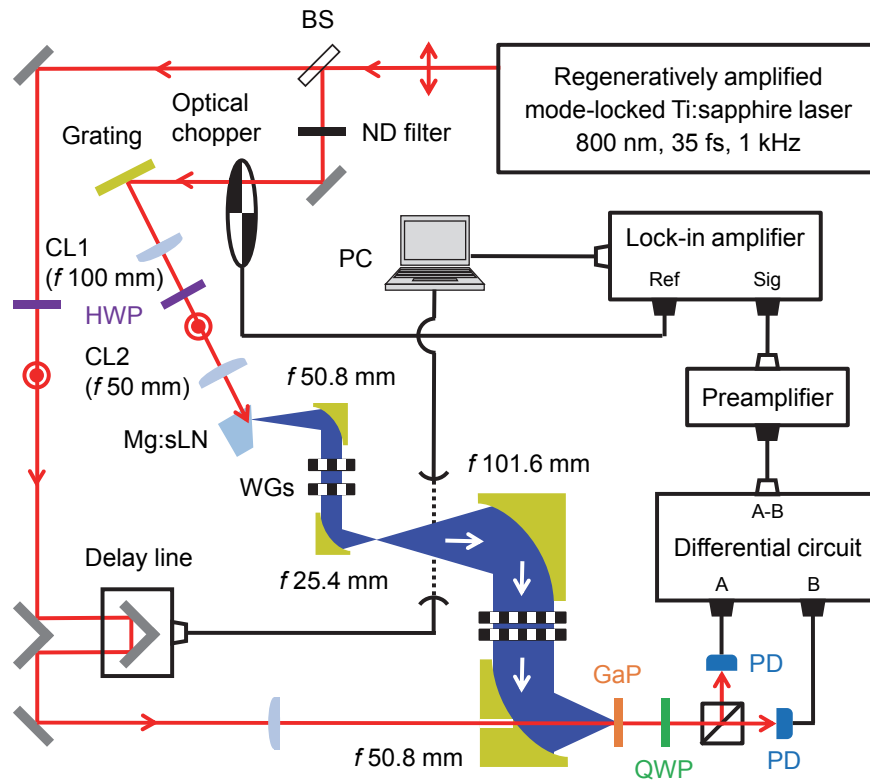 BS
Regeneratively amplified
mode-locked Ti:sapphire laser
800 nm, 35 fs, 1 kHz
Optical
chopper
ND filter
Grating
CL1
(f 100 mm)
HWP
CL2
(f 50 mm)
Mg:sLN
PC
Lock-in amplifier
Ref
Sig
f 50.8 mm
Preamplifier
WGs
f 101.6 mm
A-B
Differential circuit
A
B
Delay line
f 25.4 mm
GaP
PD
f 50.8 mm
QWP
PD